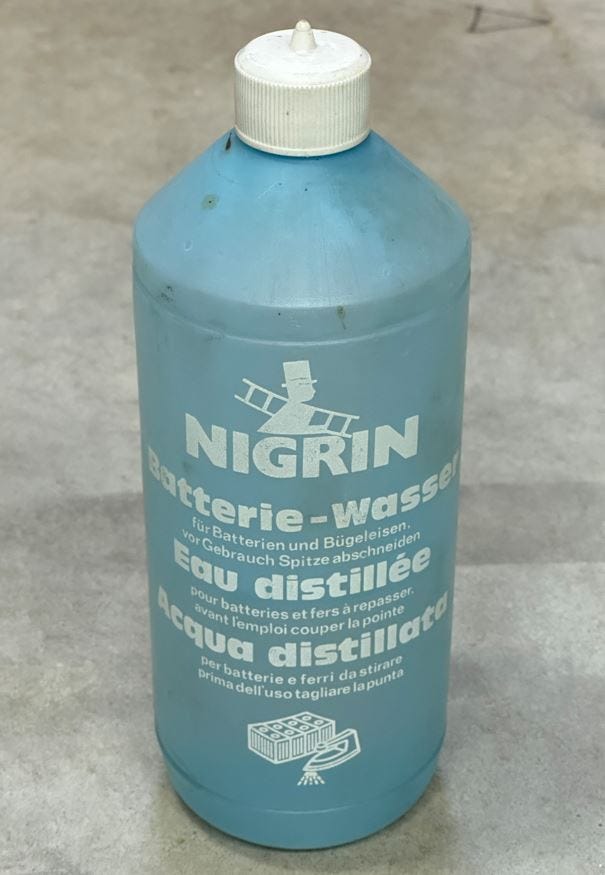 NIGRIN
Batterie-Wasser
für Batterien und Bügeleisen,
vor Gebrauch Spitze abschneiden
Eau distillée
pour batteries et fers à repasser,
avant l'emploi couper la pointe
Acqua distillata
per batterie e ferri da stirare
prima dell'uso tagliare la punta